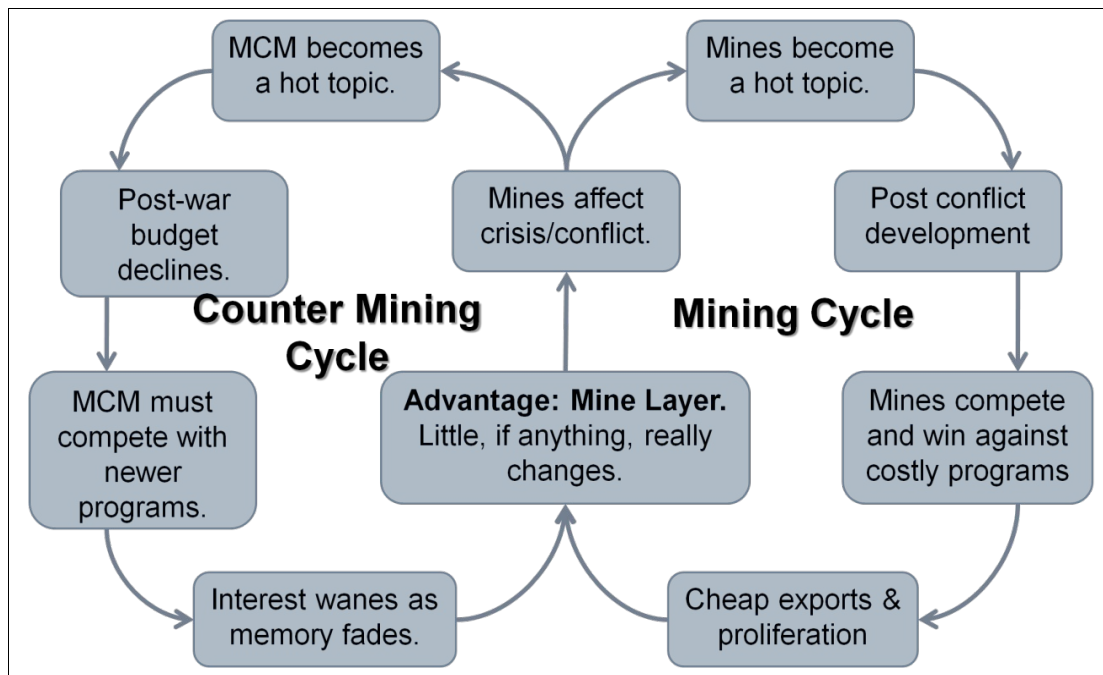 MCM becomes
a hot topic.
Mines become
a hot topic.
Post-war
budget
declines.
Mines affect
crisis/conflict.
Post conflict
development
Counter Mining
Cycle
Mining Cycle
MCM must
compete with
newer
programs.
Advantage: Mine Layer.
Little, if anything, really
changes.
Mines compete
and win against
costly programs
Interest wanes as
memory fades.
Cheap exports &
proliferation